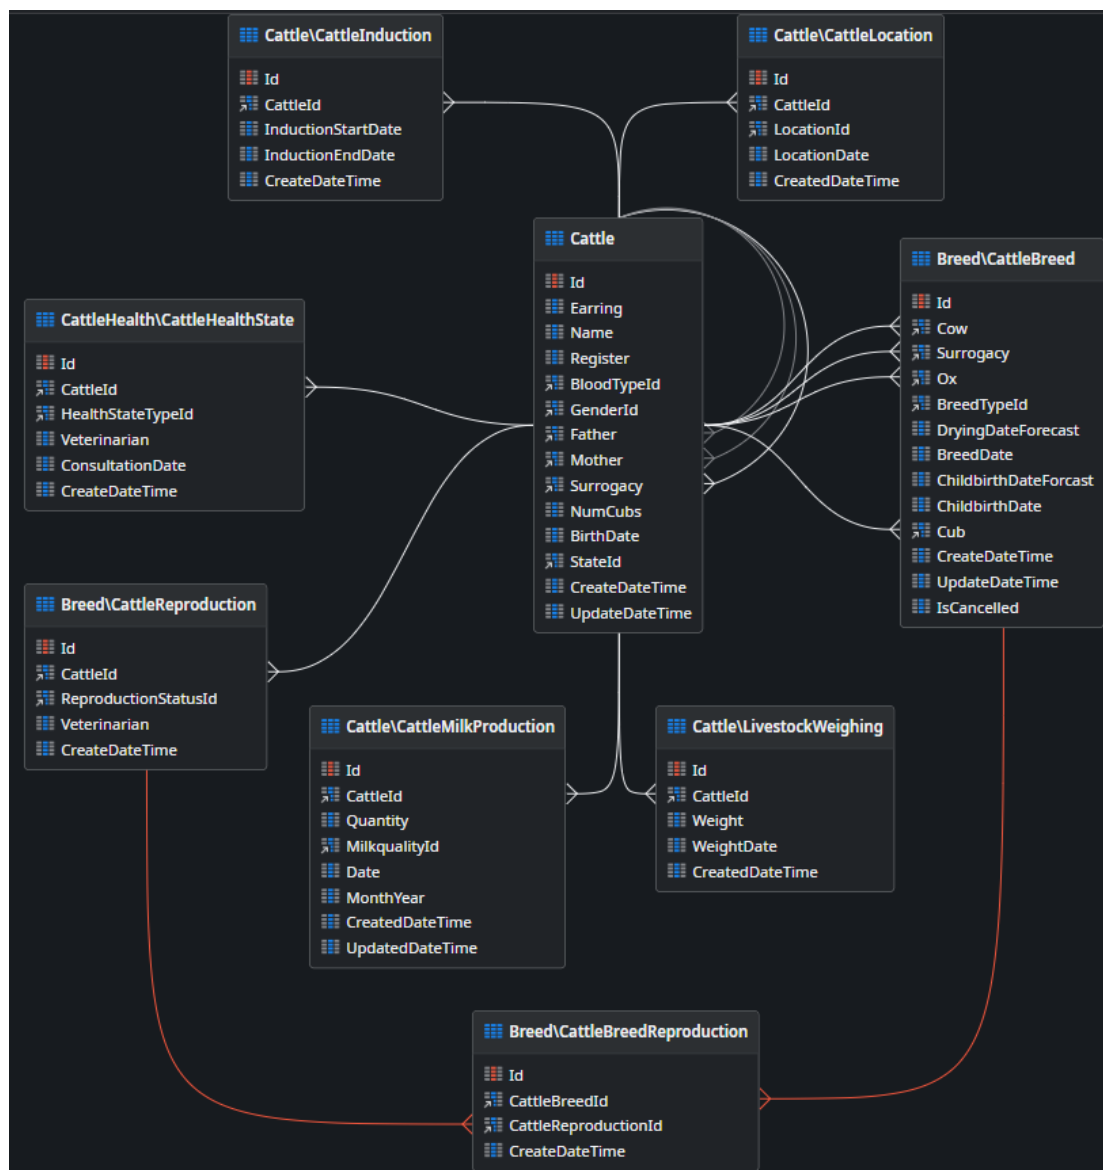 Cattle\CattleInduction
Id
CattleId
InductionStartDate
InductionEndDate
CreateDateTime
Cattle\CattleLocation
Id
CattleId
LocationId
LocationDate
CreatedDateTime
Cattle
Id
Earring
Name
Register
BloodTypeId
GenderId
Father
Mother
Surrogacy
NumCubs
BirthDate
StateId
CreateDateTime
UpdateDateTime
Breed\CattleBreed
Id
Cow
Surrogacy
Ox
BreedTypeId
DryingDateForecast
BreedDate
ChildbirthDateForcast
ChildbirthDate
Cub
CreateDateTime
UpdateDateTime
IsCancelled
CattleHealth\CattleHealthState
Id
CattleId
HealthStateTypeId
Veterinarian
ConsultationDate
CreateDateTime
Breed\CattleReproduction
Id
CattleId
ReproductionStatusId
Veterinarian
CreateDateTime
Cattle\CattleMilkProduction
Id
CattleId
Quantity
MilkqualityId
Date
MonthYear
CreatedDateTime
UpdatedDateTime
Cattle\LivestockWeighing
Id
CattleId
Weight
WeightDate
CreatedDateTime
Breed\CattleBreedReproduction
Id
CattleBreedId
CattleReproductionId
CreateDateTime